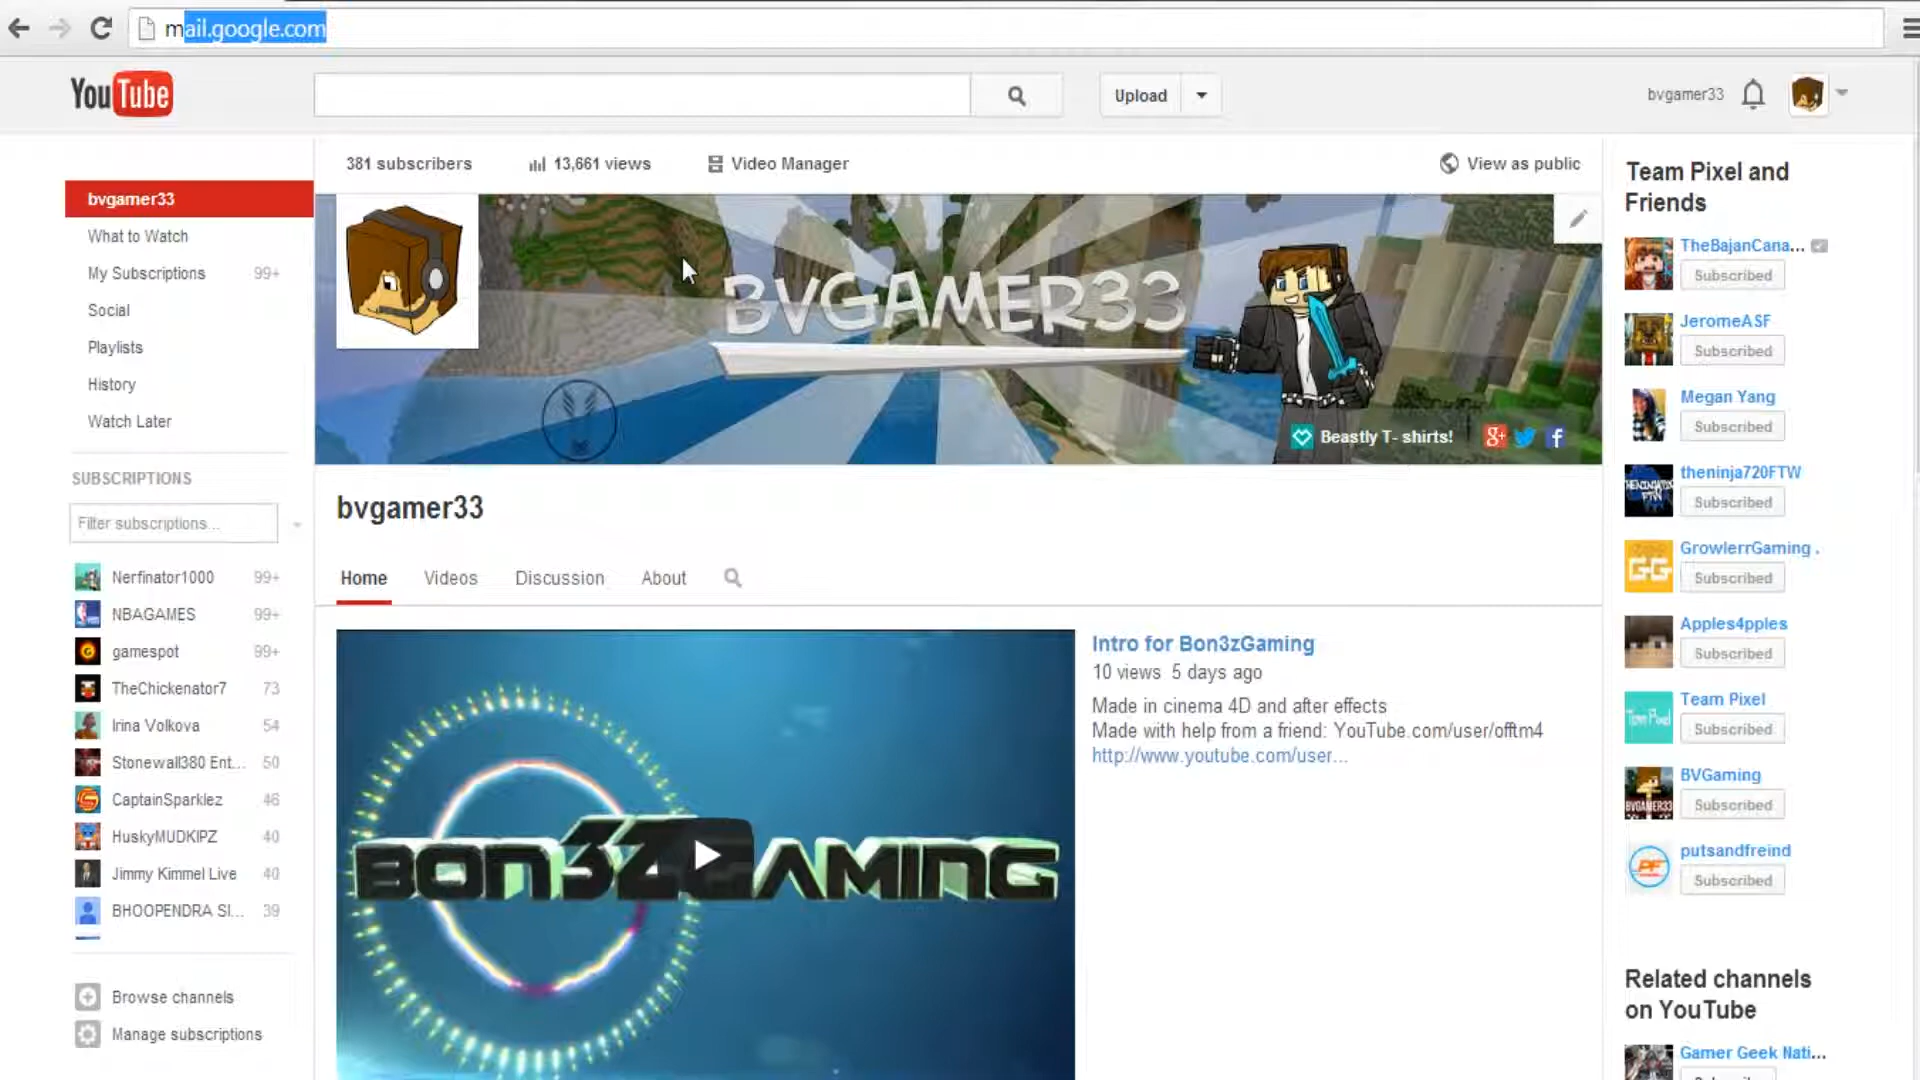 mail.google.com
YouTube
Upload
bvgamer33
381 subscribers
13,661 views
Video Manager
View as public
bvgamer33
What to Watch
My Subscriptions 99+
Social
Playlists
History
Watch Later
SUBSCRIPTIONS
Filter subscriptions...
Nerfinator1000 99+
NBAGAMES 99+
gamespot 99+
TheChickenator7 73
Irina Volkova 54
Stonewall380 Ent... 50
CaptainSparklez 46
HuskyMUDKIPZ 40
Jimmy Kimmel Live 40
BHOOPENDRA SI... 39
Browse channels
Manage subscriptions
BVGAMER33
Beastly T- shirts!
bvgamer33
Home
Videos
Discussion
About
BON3ZGAMING
Intro for Bon3zGaming
10 views 5 days ago
Made in cinema 4D and after effects
Made with help from a friend: YouTube.com/user/offtm4
http://www.youtube.com/user...
Team Pixel and
Friends
TheBajanCana...
Subscribed
JeromeASF
Subscribed
Megan Yang
Subscribed
theninja720FTW
Subscribed
GrowlerrGaming .
Subscribed
Apples4pples
Subscribed
Team Pixel
Subscribed
BVGaming
Subscribed
putsandfreind
Subscribed
Related channels
on YouTube
Gamer Geek Nati...